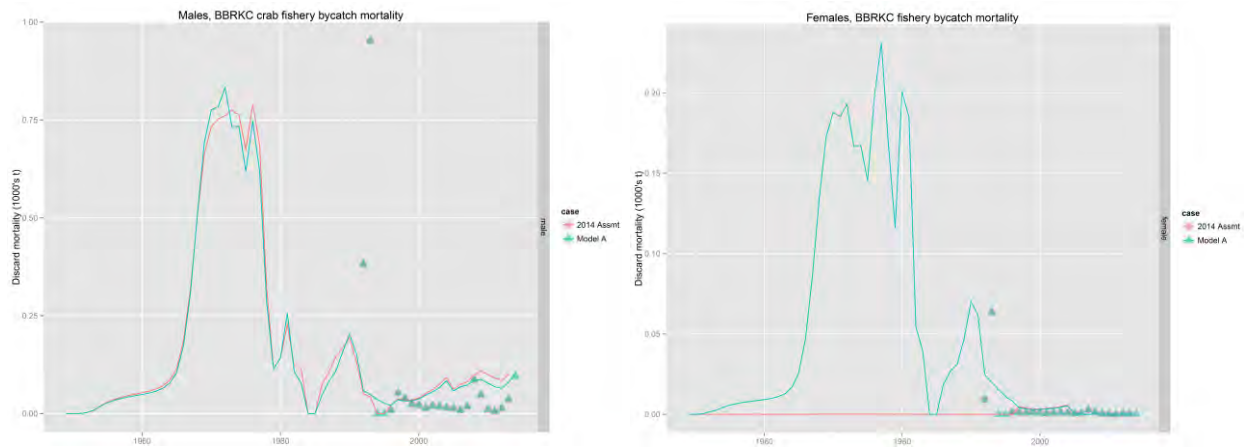 Males, BBRKC crab fishery bycatch mortality
1.00
0.75
0.50
0.25
0.00
Discard mortality (1000's t)
male
case
2014 Assmt
Model A
1960
1980
2000
Females, BBRKC fishery bycatch mortality
0.20
0.15
0.10
0.05
0.00
Discard mortality (1000's t)
female
case
2014 Assmt
Model A
1960
1980
2000